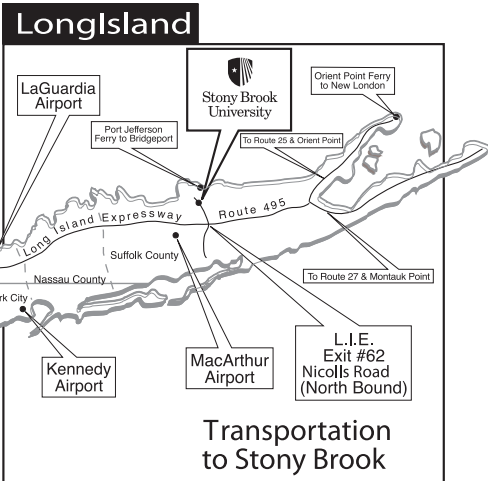 LongIsland
LaGuardia
Airport
Stony Brook
University
Orient Point Ferry
to New London
Port Jefferson
Ferry to Bridgeport
To Route 25 & Orient Point
Long Island Expressway Route 495
Suffolk County
Nassau County
rk City
To Route 27 & Montauk Point
Kennedy
Airport
MacArthur
Airport
L.I.E.
Exit #62
Nicolls Road
(North Bound)
Transportation
to Stony Brook